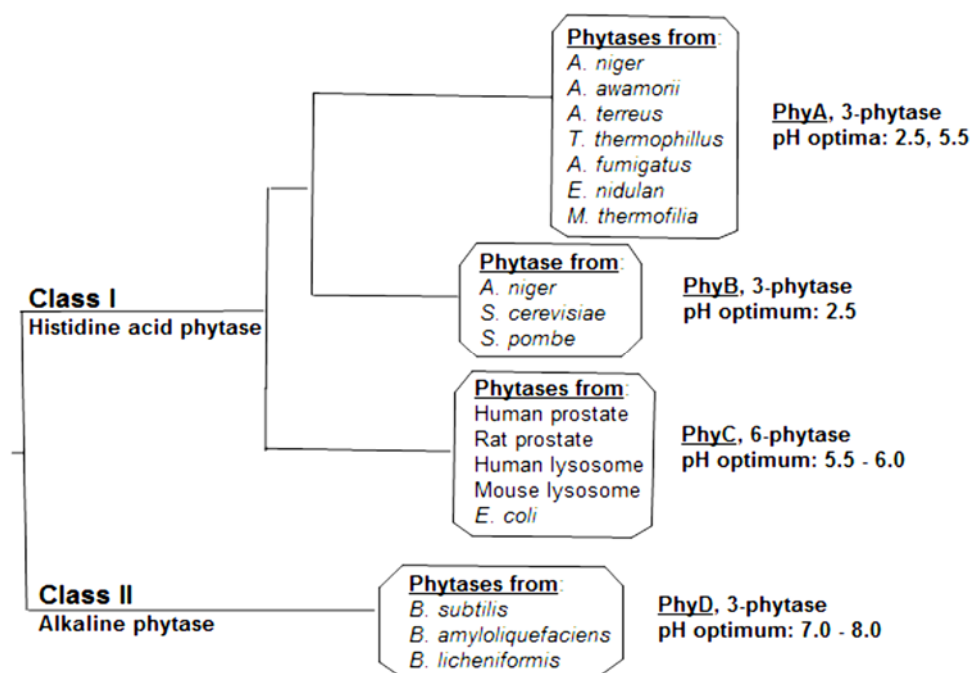 Phytases from:
A. niger
A. awamorii
A. terreus
T. thermophillus
A. fumigatus
E. nidulan
M. thermofilia
PhyA, 3-phytase
pH optima: 2.5, 5.5
Phytase from:
A. niger
S. cerevisiae
S. pombe
PhyB, 3-phytase
pH optimum: 2.5
Class I
Histidine acid phytase
Phytases from:
Human prostate
Rat prostate
Human lysosome
Mouse lysosome
E. coli
PhyC, 6-phytase
pH optimum: 5.5 - 6.0
Class II
Alkaline phytase
Phytases from:
B. subtilis
B. amyloliquefaciens
B. licheniformis
PhyD, 3-phytase
pH optimum: 7.0 - 8.0